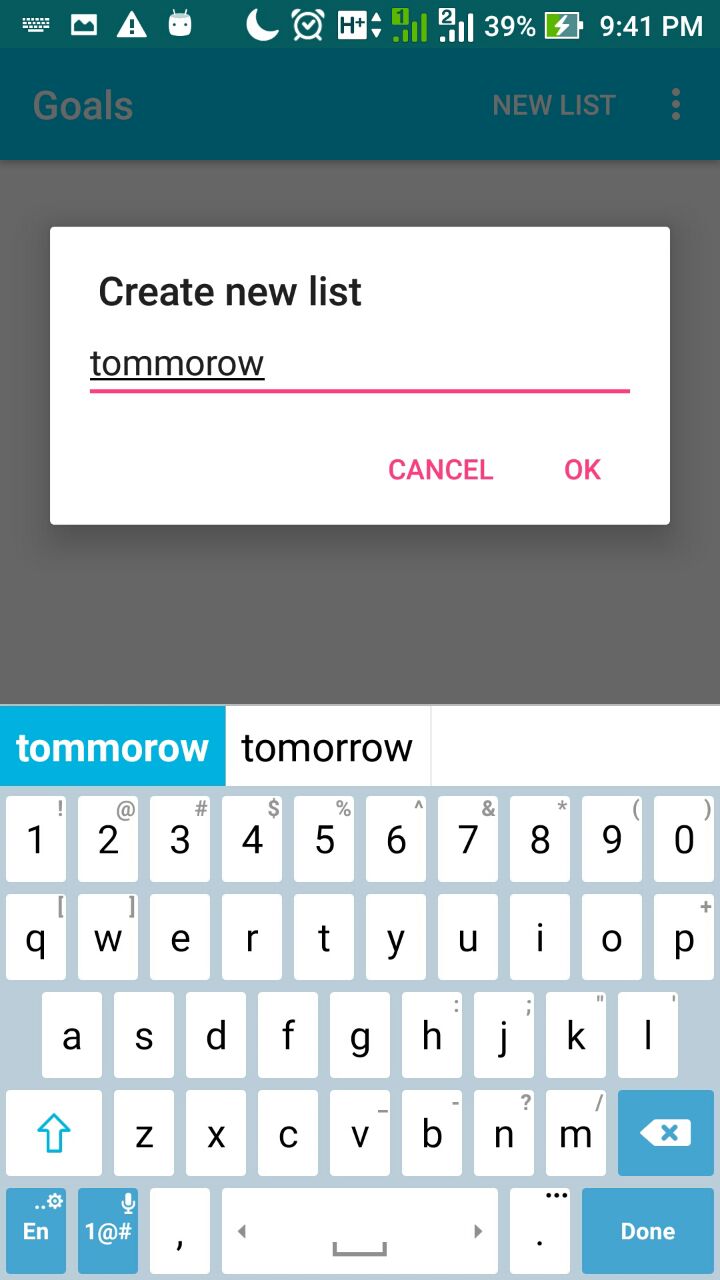 H+ 1 2 39% 9:41 PM
Goals NEW LIST
Create new list
tommorow
CANCEL OK
tommorow tomorrow
! @ # $ % ^ & * ( )
1 2 3 4 5 6 7 8 9 0
[ ] +
q w e r t y u i o p
: ; " '
a s d f g h j k l
_ - ? /
z x c v b n m
En 1@# , . Done